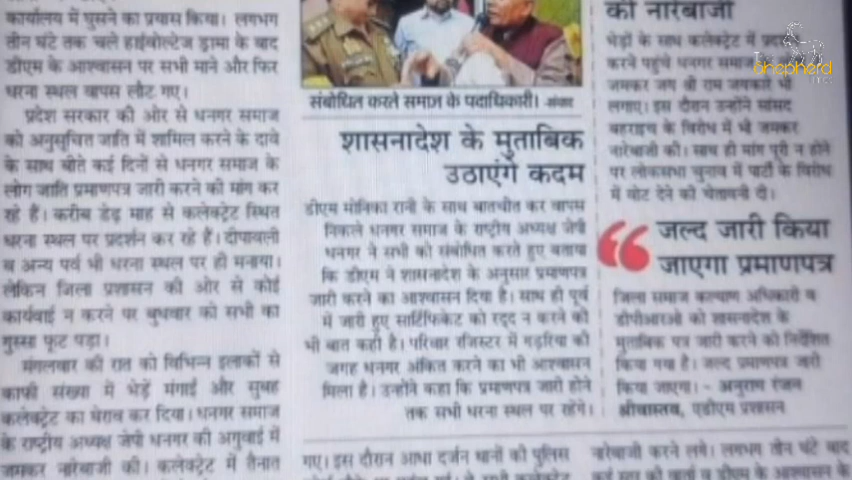 कार्यालय में घुसने का प्रयास किया। लगभग
तीन घंटे तक चले हाईवोल्टेज ड्रामा के बाद
डीएम के आश्वासन पर सभी माने और फिर
धरना स्थल वापस लौट गए।
प्रदेश सरकार की ओर से धनगर समाज
को अनुसूचित जाति में शामिल करने के दावे
के साथ बीते कई दिनों से धनगर समाज के
लोग जाति प्रमाणपत्र जारी करने की मांग कर
रहे हैं। करीब डेढ़ माह से कलेक्ट्रेट स्थित
धरना स्थल पर प्रदर्शन कर रहे हैं। दीपावली
व अन्य पर्व भी धरना स्थल पर ही मनाया।
लेकिन जिला प्रशासन की ओर से कोई
कार्यवाई न करने पर बुधवार को सभी का
गुस्सा फूट पड़ा।
मंगलवार की रात को विभिन्न इलाकों से
काफी संख्या में भेड़ें मंगाई और सुबह
कलेक्ट्रेट का घेराव कर दिया। धनगर समाज
के राष्ट्रीय अध्यक्ष जेपी धनगर की अगुवाई में
जमकर नारेबाजी की। कलेक्ट्रेट में तैनात
संबोधित करते समाज के पदाधिकारी।
शासनादेश के मुताबिक
उठाएंगे कदम
डीएम मोनिका रानी के साथ बातचीत कर वापस
निकले धनगर समाज के राष्ट्रीय अध्यक्ष जेपी
धनगर ने सभी को संबोधित करते हुए बताया
कि डीएम ने शासनादेश के अनुसार प्रमाणपत्र
जारी करने का आश्वासन दिया है। साथ ही पूर्व
में जारी हुए सार्टिफिकेट को रद्द न करने की
भी बात कही है। परिवार रजिस्टर में गड़रिया की
जगह धनगर अंकित करने का भी आश्वासन
मिला है। उन्होंने कहा कि प्रमाणपत्र जारी होने
तक सभी धरना स्थल पर रहेंगे।
गए। इस दौरान आधा दर्जन थानों की पुलिस
की नारेबाजी
भेड़ों के साथ कलेक्ट्रेट में
करने पहुंचे धनगर
जमकर जय श्री राम जयकार
लगाए। इस दौरान उन्होंने सांसद
बहराइच के विरोध में भी जमकर
नारेबाजी की। साथ ही मांग पूरी न होने
पर लोकसभा चुनाव में पार्टी के विरोध
में वोट देने की चेतावनी दी।
जल्द जारी किया
जाएगा प्रमाणपत्र
जिला समाज कल्याण अधिकारी व
डीपीआरओ को शासनादेश के
मुताबिक पत्र जारी करने को निर्देशित
किया गया है। जल्द प्रमाणपत्र जारी
किया जाएगा। - अनुराग रंजन
श्रीवास्तव, एडीएम प्रशासन
नारेबाजी करने लगे। लगभग तीन घंटे बाद
The
Shepherd